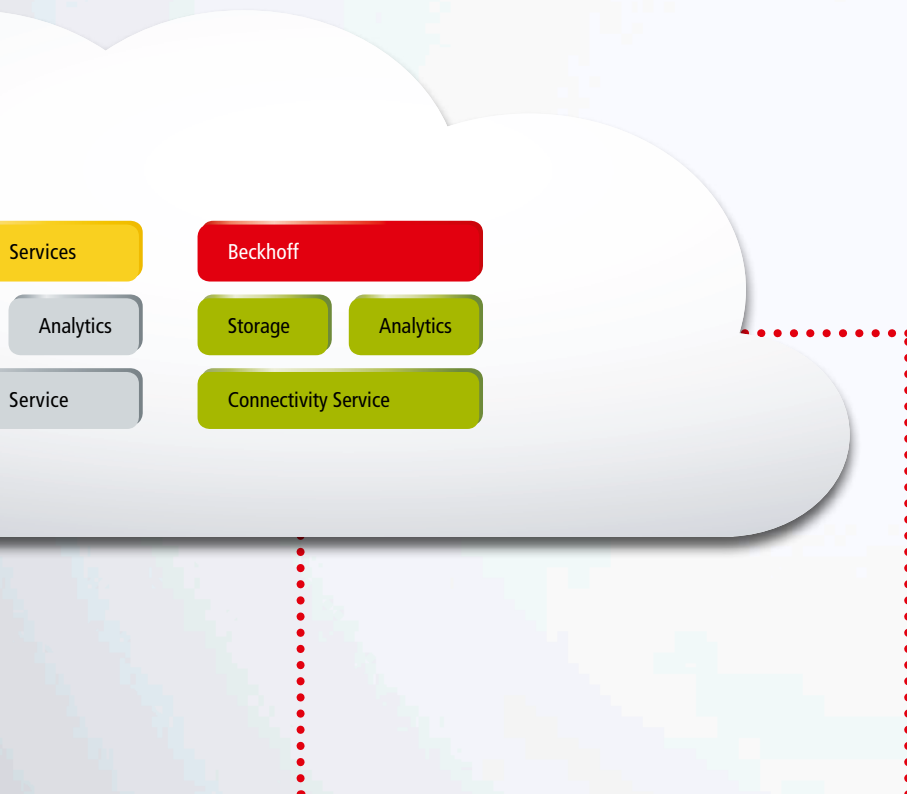 Services
Beckhoff
Analytics
Storage
Analytics
Service
Connectivity Service